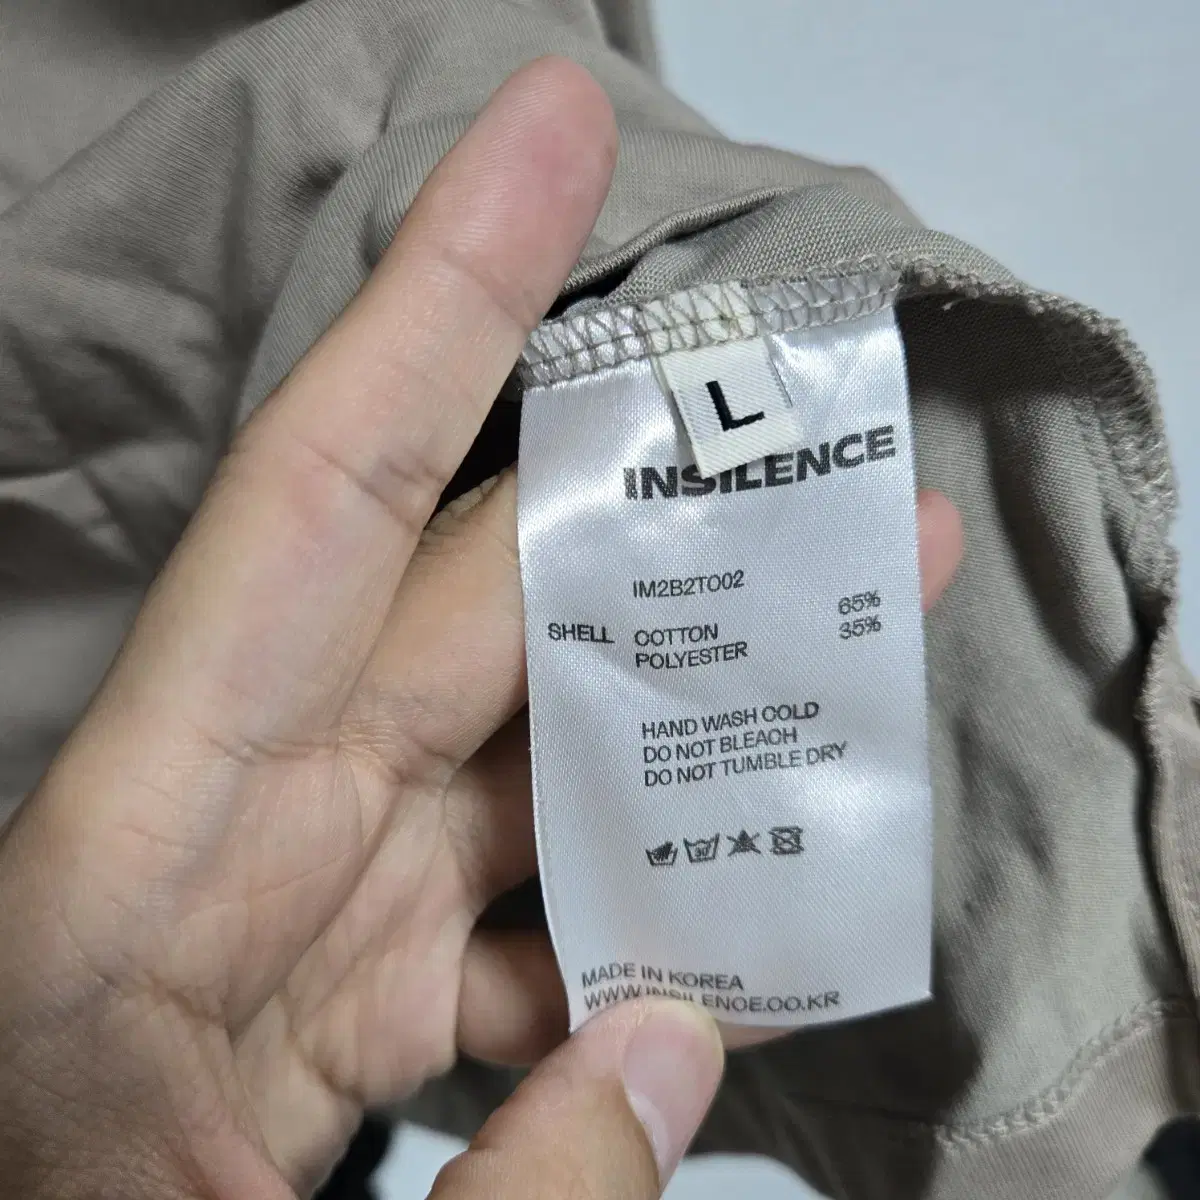 L
INSILENCE
IM2B2TO02
SHELL COTTON 65%
POLYESTER 35%
HAND WASH COLD
DO NOT BLEACH
DO NOT TUMBLE DRY
30
MADE IN KOREA
WWW.INSILENCE.CO.KR